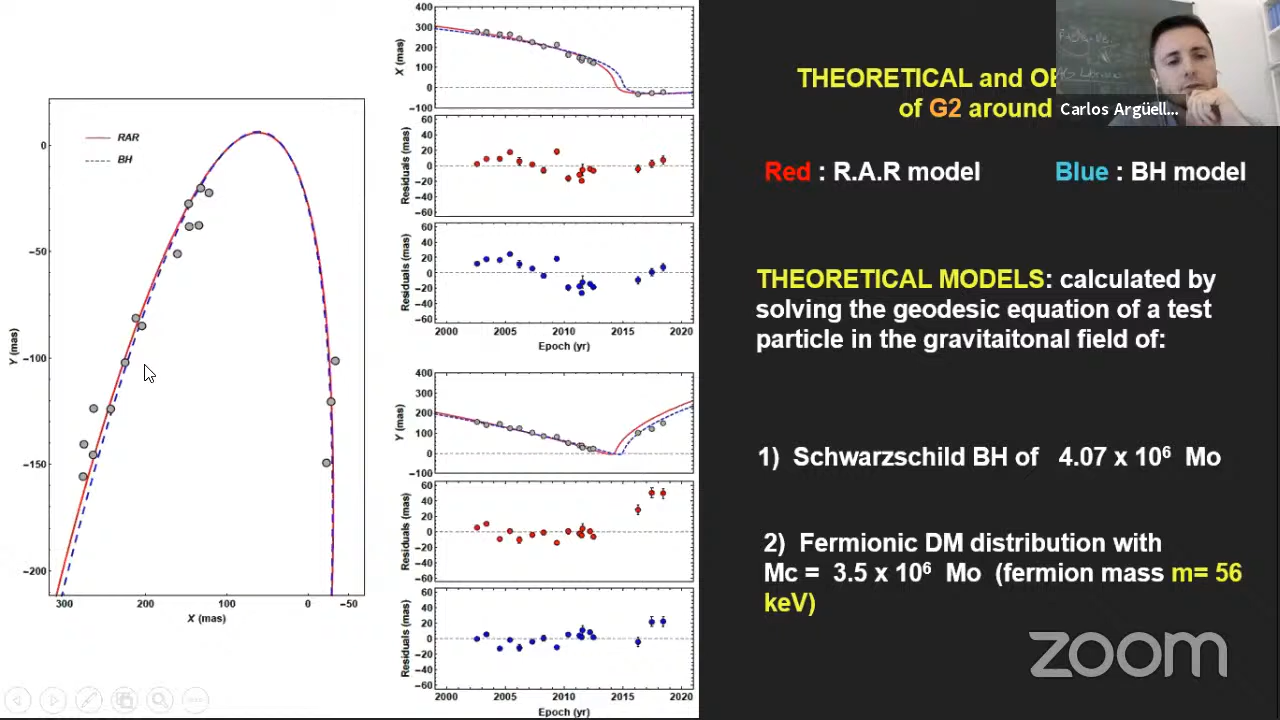 THEORETICAL and
of G2 around
Carlos Argüell...
Red : R.A.R model
Blue : BH model
THEORETICAL MODELS: calculated by
solving the geodesic equation of a test
particle in the gravitaitonal field of:
1) Schwarzschild BH of 4.07 x 10⁶ Mo
2) Fermionic DM distribution with
Mc = 3.5 x 10⁶ Mo (fermion mass m= 56
keV)
zoom
RAR
BH
0
−50
−100
−150
−200
Y (mas)
300
200
100
0
−50
X (mas)
400
300
200
100
0
−100
X (mas)
60
40
20
0
−20
−40
−60
Residuals (mas)
60
40
20
0
−20
−40
−60
Residuals (mas)
2000
2005
2010
2015
2020
Epoch (yr)
400
300
200
100
0
−100
Y (mas)
60
40
20
0
−20
−40
−60
Residuals (mas)
60
40
20
0
−20
−40
−60
Residuals (mas)
2000
2005
2010
2015
2020
Epoch (yr)